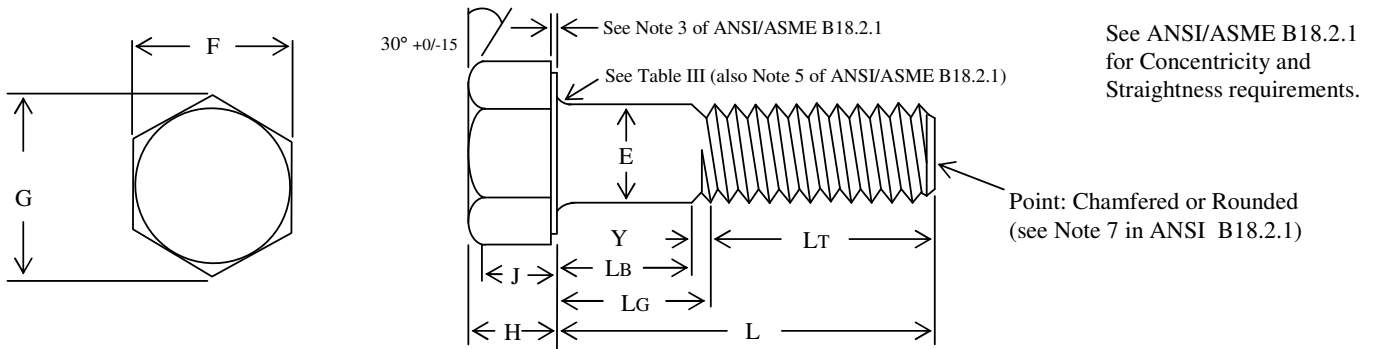 F
G
30° +0/-15
See Note 3 of ANSI/ASME B18.2.1
See Table III (also Note 5 of ANSI/ASME B18.2.1)
See ANSI/ASME B18.2.1
for Concentricity and
Straightness requirements.
E
Point: Chamfered or Rounded
(see Note 7 in ANSI B18.2.1)
Y
LT
J
LB
LG
H
L